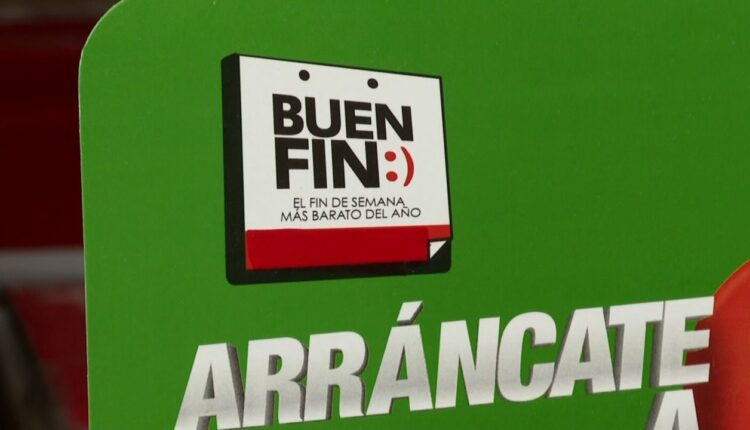 BUEN
FIN:)
EL FIN DE SEMANA
MÁS BARATO DEL AÑO
ARRÁNCATE
A